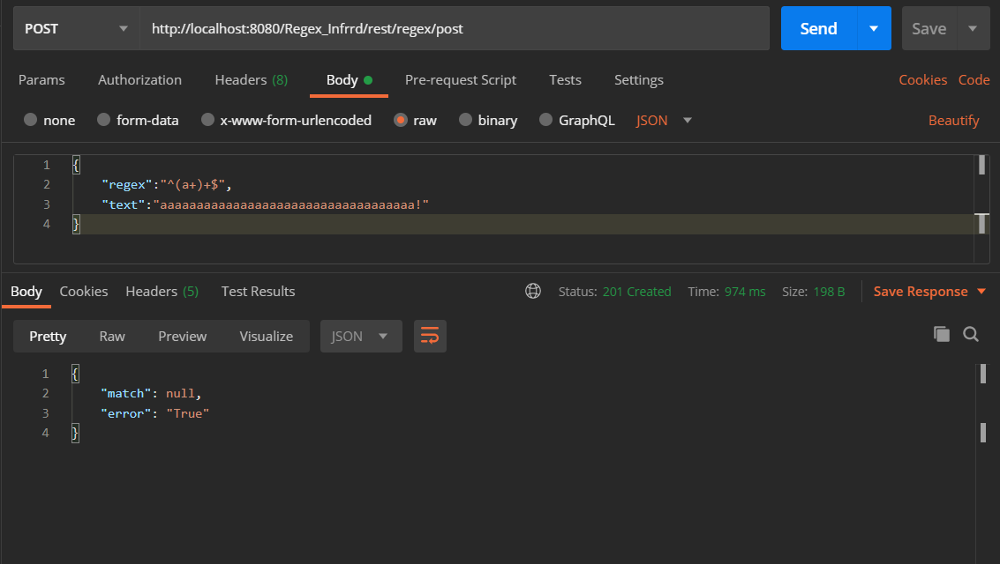 POST http://localhost:8080/Regex_Infrrd/rest/regex/post Send Save
Params Authorization Headers (8) Body Pre-request Script Tests Settings Cookies Code
none form-data x-www-form-urlencoded raw binary GraphQL JSON Beautify
1 {
2 "regex":"^(a+)+$",
3 "text":"aaaaaaaaaaaaaaaaaaaaaaaaaaaaaaaaaaa!"
4 }
Body Cookies Headers (5) Test Results Status: 201 Created Time: 974 ms Size: 198 B Save Response
Pretty Raw Preview Visualize JSON
1 {
2 "match": null,
3 "error": "True"
4 }